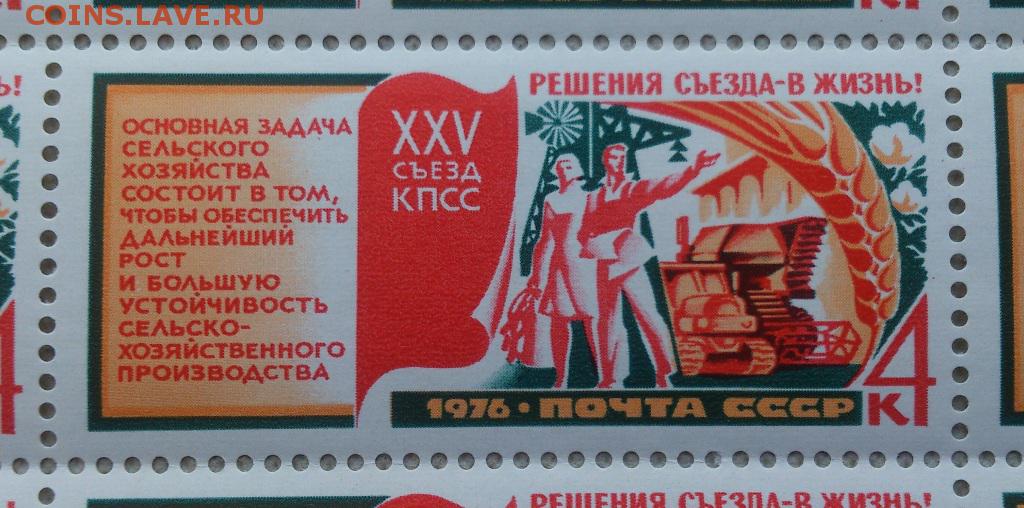 COINS.LAVE.RU
РЕШЕНИЯ СЪЕЗДА-В ЖИЗНЬ!
ОСНОВНАЯ ЗАДАЧА
СЕЛЬСКОГО
ХОЗЯЙСТВА
СОСТОИТ В ТОМ,
ЧТОБЫ ОБЕСПЕЧИТЬ
ДАЛЬНЕЙШИЙ
РОСТ
И БОЛЬШУЮ
УСТОЙЧИВОСТЬ
СЕЛЬСКО-
ХОЗЯЙСТВЕННОГО
ПРОИЗВОДСТВА
XXV
СЪЕЗД
КПСС
4
К
1976 • ПОЧТА СССР
РЕШЕНИЯ СЪЕЗДА-В ЖИЗНЬ!